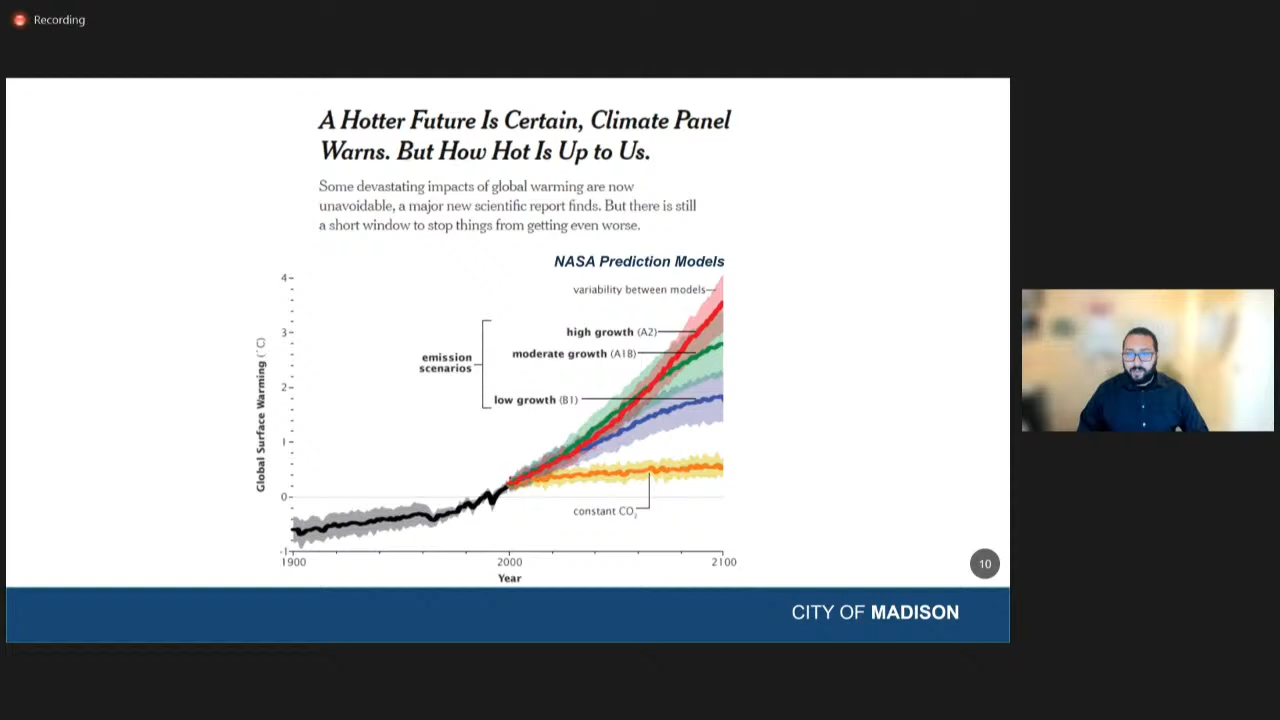 Recording
A Hotter Future Is Certain, Climate Panel
Warns. But How Hot Is Up to Us.
Some devastating impacts of global warming are now
unavoidable, a major new scientific report finds. But there is still
a short window to stop things from getting even worse.
NASA Prediction Models
variability between models
high growth (A2)
moderate growth (A1B)
low growth (B1)
emission
scenarios
constant CO₂
Global Surface Warming (°C)
4
3
2
1
0
-1
1900
2000
2100
Year
10
CITY OF MADISON